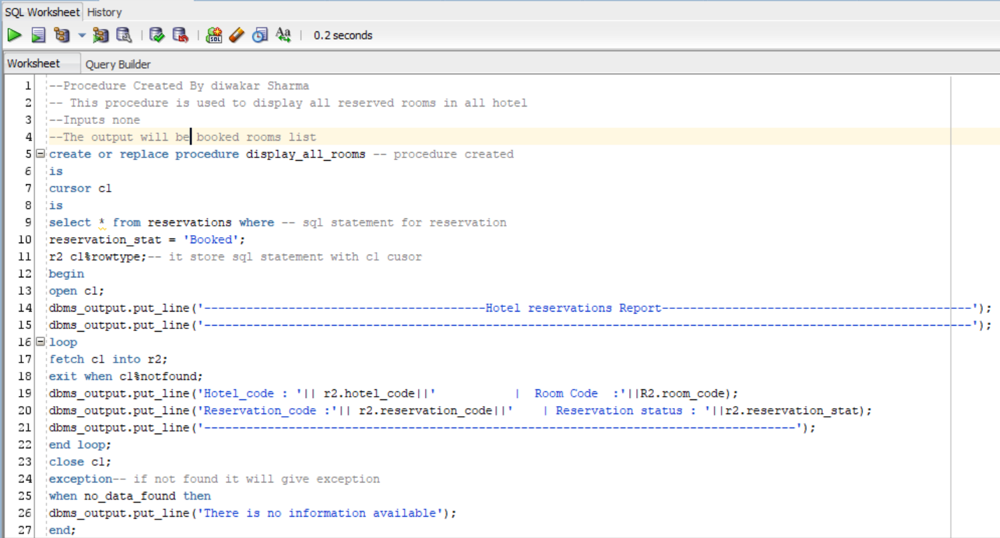 SQL Worksheet History
0.2 seconds
Worksheet Query Builder
1 --Procedure Created By diwakar Sharma
2 -- This procedure is used to display all reserved rooms in all hotel
3 --Inputs none
4 --The output will be booked rooms list
5 create or replace procedure display_all_rooms -- procedure created
6 is
7 cursor c1
8 is
9 select * from reservations where -- sql statement for reservation
10 reservation_stat = 'Booked';
11 r2 c1%rowtype;-- it store sql statement with c1 cusor
12 begin
13 open c1;
14 dbms_output.put_line('----------------------------------------Hotel reservations Report--------------------------------------------');
15 dbms_output.put_line('-------------------------------------------------------------------------------------------------------------');
16 loop
17 fetch c1 into r2;
18 exit when c1%notfound;
19 dbms_output.put_line('Hotel_code : '|| r2.hotel_code||'           |  Room Code  :'||R2.room_code);
20 dbms_output.put_line('Reservation_code :'|| r2.reservation_code||'    | Reservation status : '||r2.reservation_stat);
21 dbms_output.put_line('------------------------------------------------------------------------------------');
22 end loop;
23 close c1;
24 exception-- if not found it will give exception
25 when no_data_found then
26 dbms_output.put_line('There is no information available');
27 end;